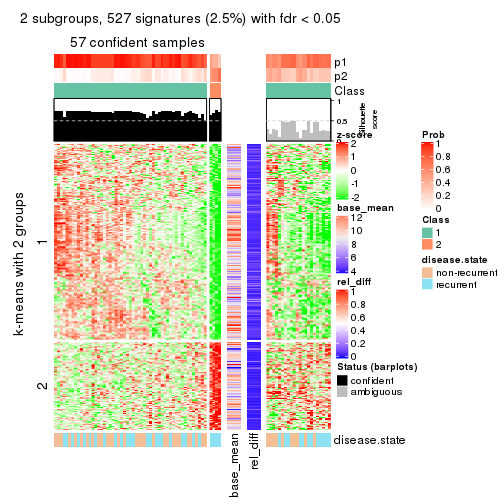 2 subgroups, 527 signatures (2.5%) with fdr < 0.05
57 confident samples
p1
p2
Class
1
0.5
0
Silhouette
score
k-means with 2 groups
1
2
z-score
2
1
0
-1
-2
base_mean
12
10
8
6
4
rel_diff
1
0.8
0.6
0.4
0.2
0
Status (barplots)
confident
ambiguous
Prob
1
0.8
0.6
0.4
0.2
0
Class
1
2
disease.state
non-recurrent
recurrent
disease.state
base_mean
rel_diff